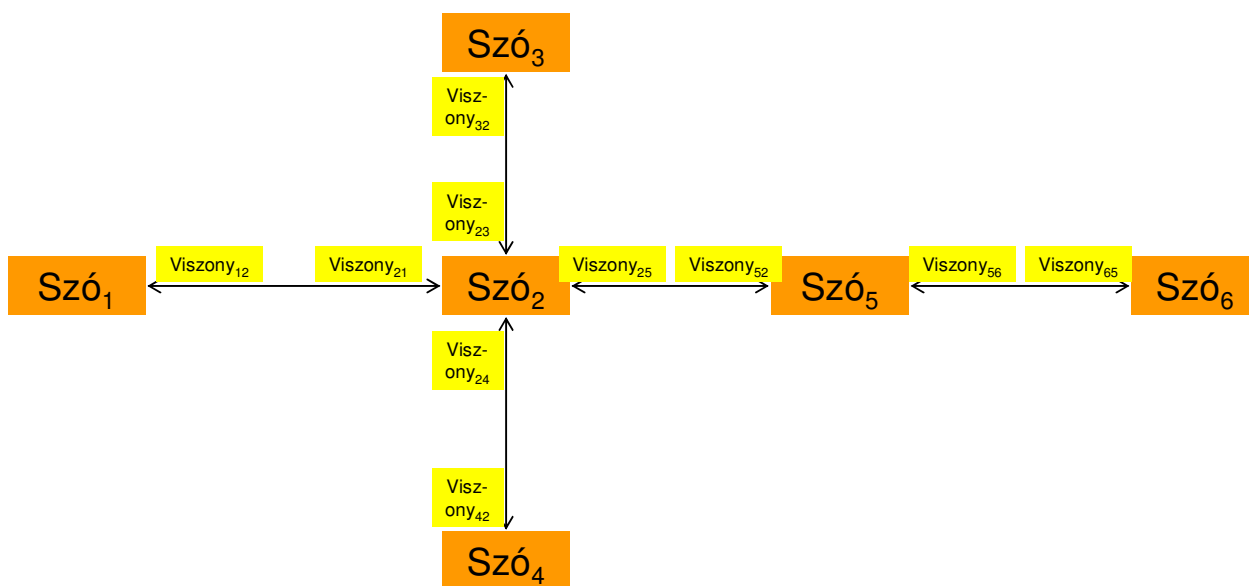 Szó₃
Visz-
ony₃₂
Visz-
ony₂₃
Viszony₁₂
Viszony₂₁
Viszony₂₅
Viszony₅₂
Viszony₅₆
Viszony₆₅
Szó₁
Szó₂
Szó₅
Szó₆
Visz-
ony₂₄
Visz-
ony₄₂
Szó₄